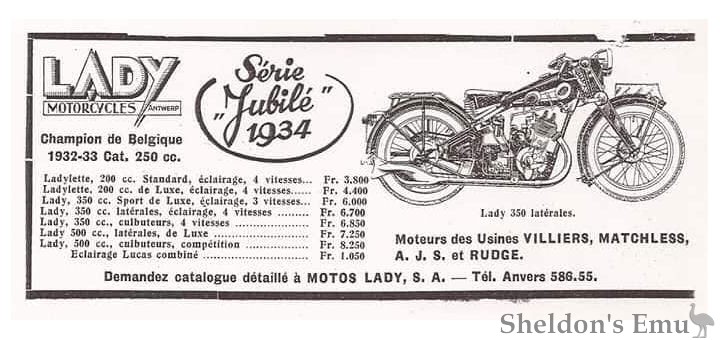 LADY
MOTORCYCLES ANTWERP
Série
"Jubilé"
1934
Champion de Belgique
1932-33 Cat. 250 cc.
Ladylette, 200 cc. Standard, éclairage, 4 vitesses... Fr. 3.800
Ladylette, 200 cc. de Luxe, éclairage, 4 vitesses...... Fr. 4.400
Lady, 350 cc. Sport de Luxe, éclairage, 3 vitesses... Fr. 6.000
Lady, 350 cc. latérales, éclairage, 4 vitesses .......... Fr. 6.700
Lady, 350 cc., culbuteurs, 4 vitesses ..................... Fr. 6.850
Lady 500 cc., latérales, de Luxe ........................... Fr. 7.250
Lady, 500 cc., culbuteurs, compétition .................. Fr. 8.250
Eclairage Lucas combiné ........................ Fr. 1.050
Lady 350 latérales.
Moteurs des Usines VILLIERS, MATCHLESS,
A. J. S. et RUDGE.
Demandez catalogue détaillé à MOTOS LADY, S. A. — Tél. Anvers 586.55.
Sheldon's Emu